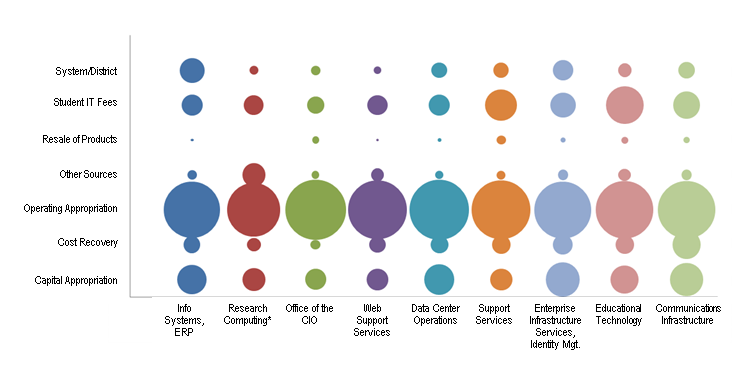 System/District
Student IT Fees
Resale of Products
Other Sources
Operating Appropriation
Cost Recovery
Capital Appropriation
Info
Systems,
ERP
Research
Computing*
Office of the
CIO
Web
Support
Services
Data Center
Operations
Support
Services
Enterprise
Infrastructure
Services,
Identity Mgt.
Educational
Technology
Communications
Infrastructure